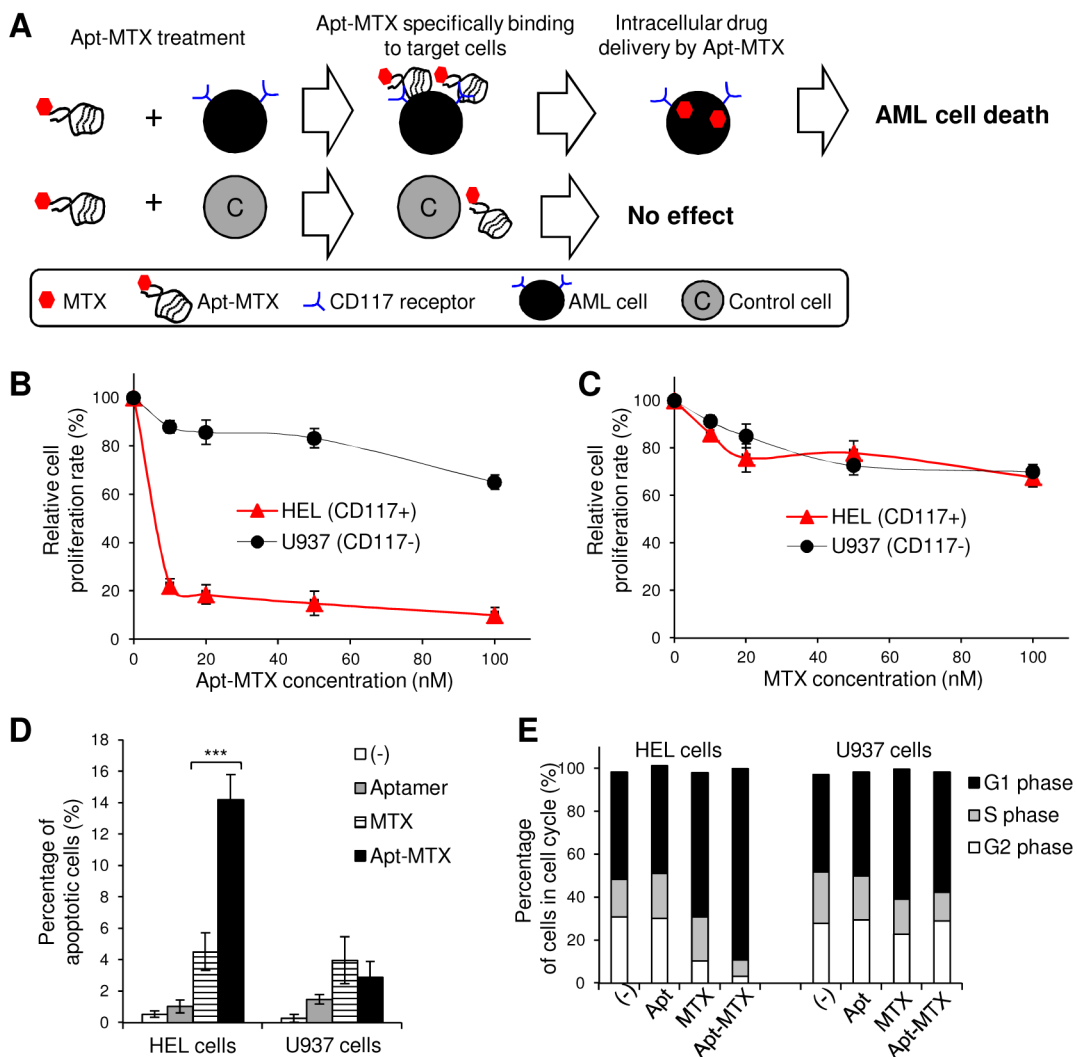 A
Apt-MTX treatment
Apt-MTX specifically binding
to target cells
Intracellular drug
delivery by Apt-MTX
+
AML cell death
+
C
C
No effect
MTX
Apt-MTX
CD117 receptor
AML cell
C
Control cell
B
Relative cell
proliferation rate (%)
100
80
60
40
20
0
HEL (CD117+)
U937 (CD117-)
0 20 40 60 80 100
Apt-MTX concentration (nM)
C
Relative cell
proliferation rate (%)
100
80
60
40
20
0
HEL (CD117+)
U937 (CD117-)
0 20 40 60 80 100
MTX concentration (nM)
D
Percentage of
apoptotic cells (%)
18
16
14
12
10
8
6
4
2
0
***
(-)
Aptamer
MTX
Apt-MTX
HEL cells
U937 cells
E
HEL cells
U937 cells
Percentage
of cells in cell cycle (%)
100
80
60
40
20
0
G1 phase
S phase
G2 phase
(-)
Apt
MTX
Apt-MTX
(-)
Apt
MTX
Apt-MTX